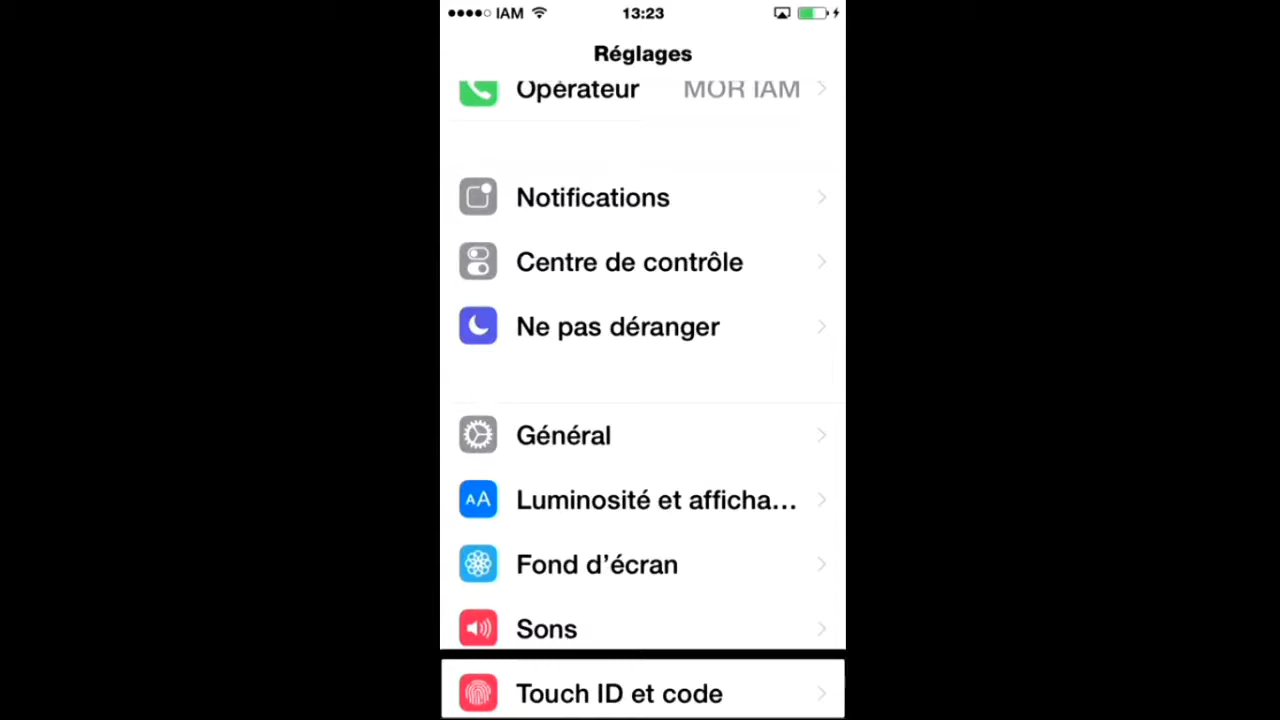 IAM 13:23
Réglages
Opérateur MOR IAM
Notifications
Centre de contrôle
Ne pas déranger
Général
AA Luminosité et afficha...
Fond d’écran
Sons
Touch ID et code